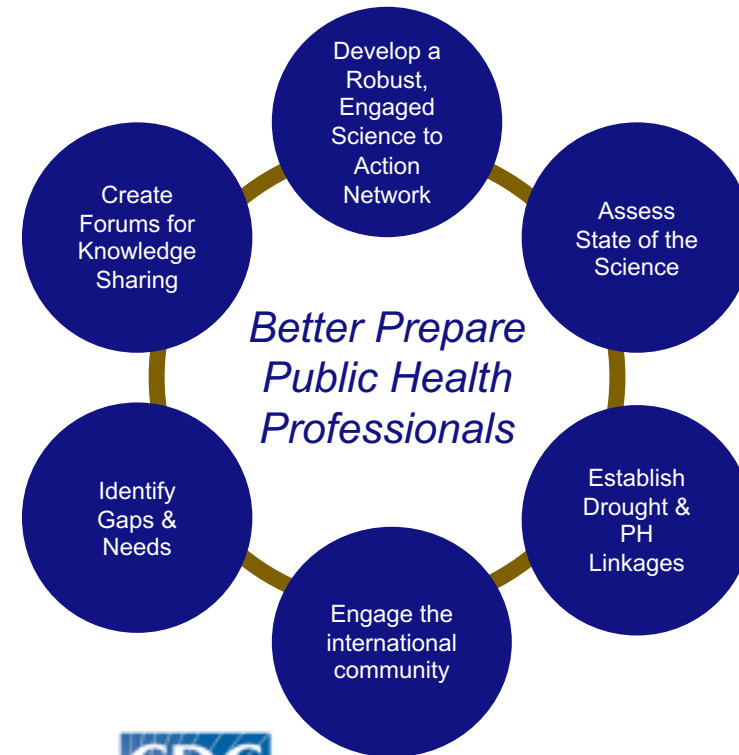 Develop a
Robust,
Engaged
Science to
Action
Network
Assess
State of the
Science
Establish
Drought &
PH
Linkages
Engage the
international
community
Identify
Gaps &
Needs
Create
Forums for
Knowledge
Sharing
Better Prepare
Public Health
Professionals
CDC